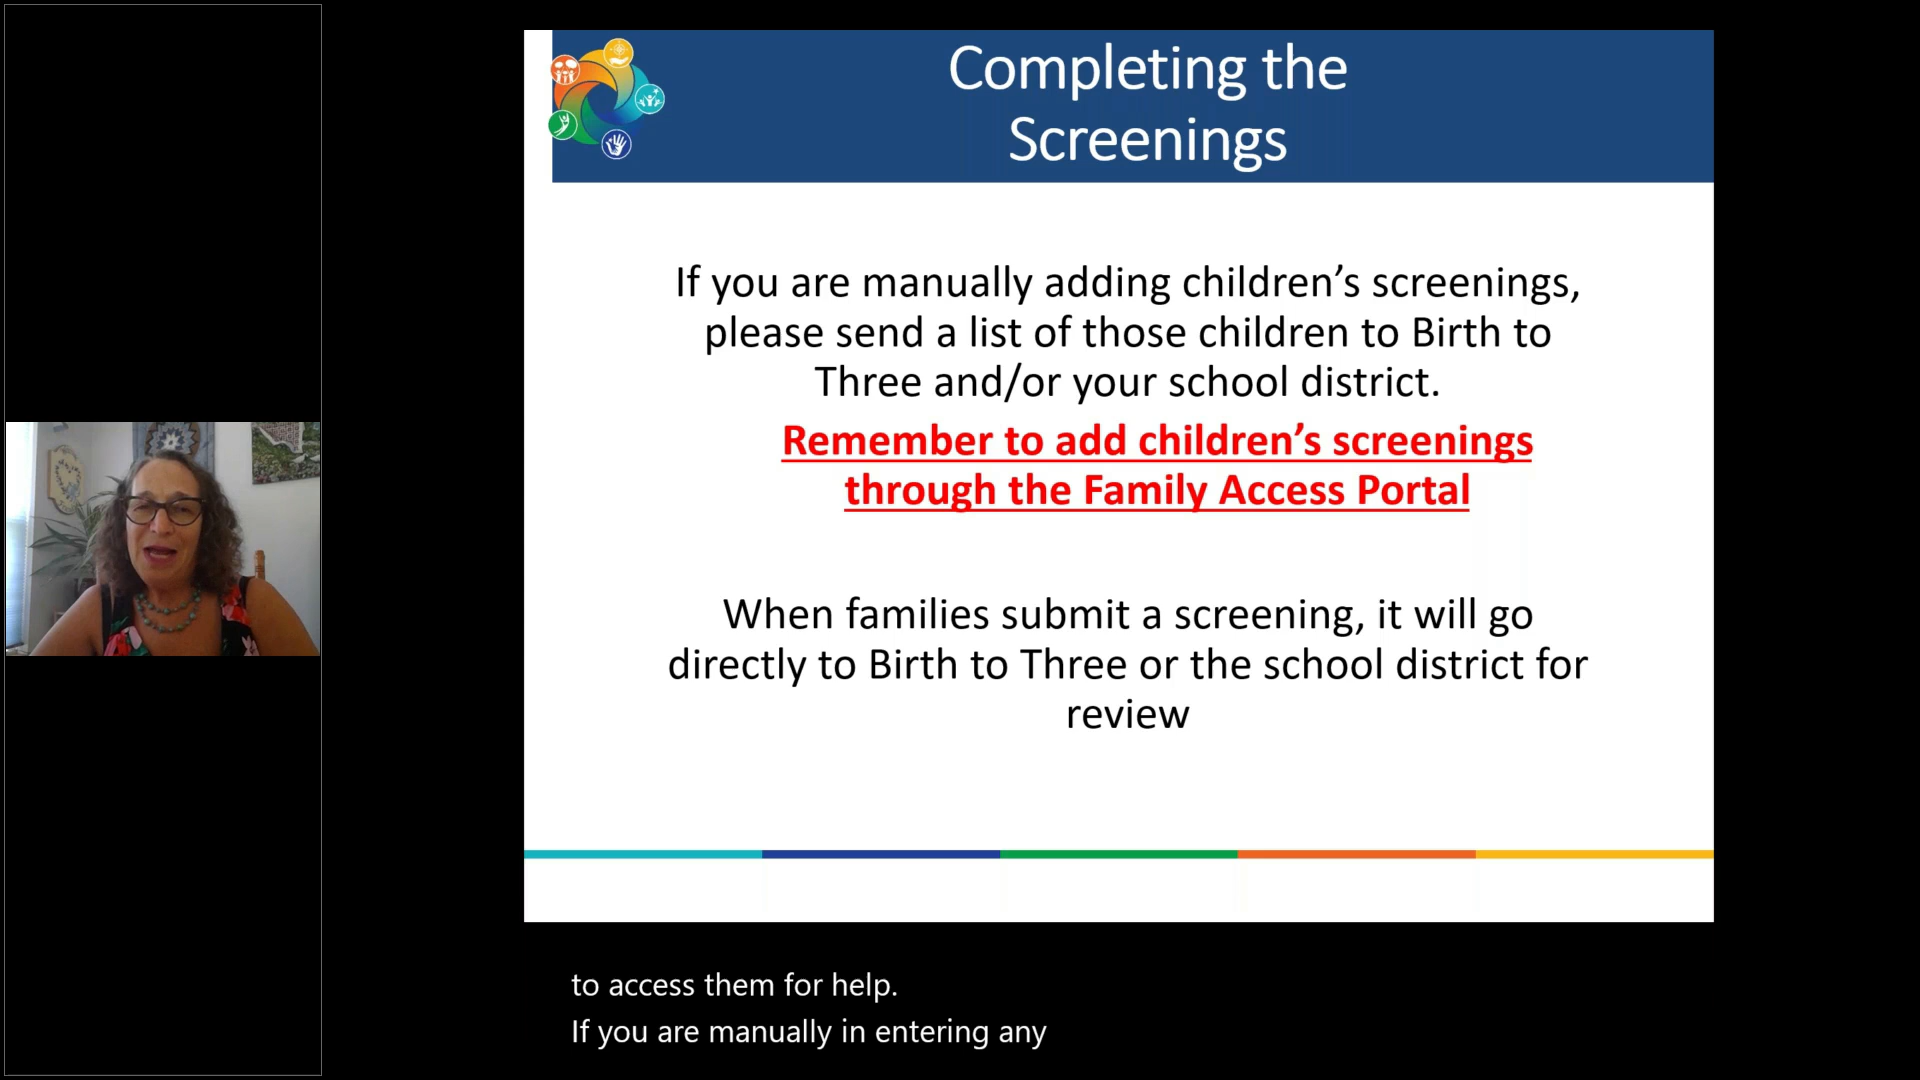 Completing the
Screenings
If you are manually adding children’s screenings,
please send a list of those children to Birth to
Three and/or your school district.
Remember to add children’s screenings
through the Family Access Portal
When families submit a screening, it will go
directly to Birth to Three or the school district for
review
to access them for help.
If you are manually in entering any